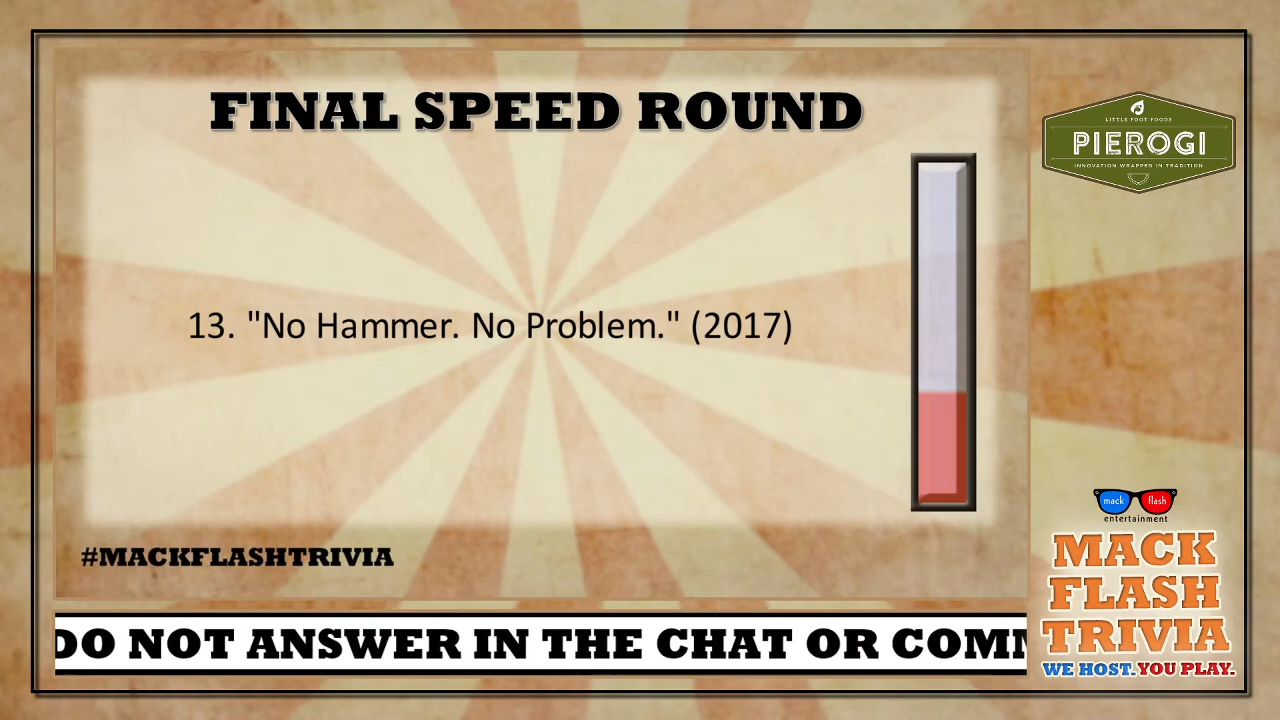 FINAL SPEED ROUND
13. "No Hammer. No Problem." (2017)
#MACKFLASHTRIVIA
DO NOT ANSWER IN THE CHAT OR COMM
LITTLE FOOT FOODS
PIEROGI
INNOVATION WRAPPED IN TRADITION
mack flash
entertainment
MACK
FLASH
TRIVIA
WE HOST. YOU PLAY.